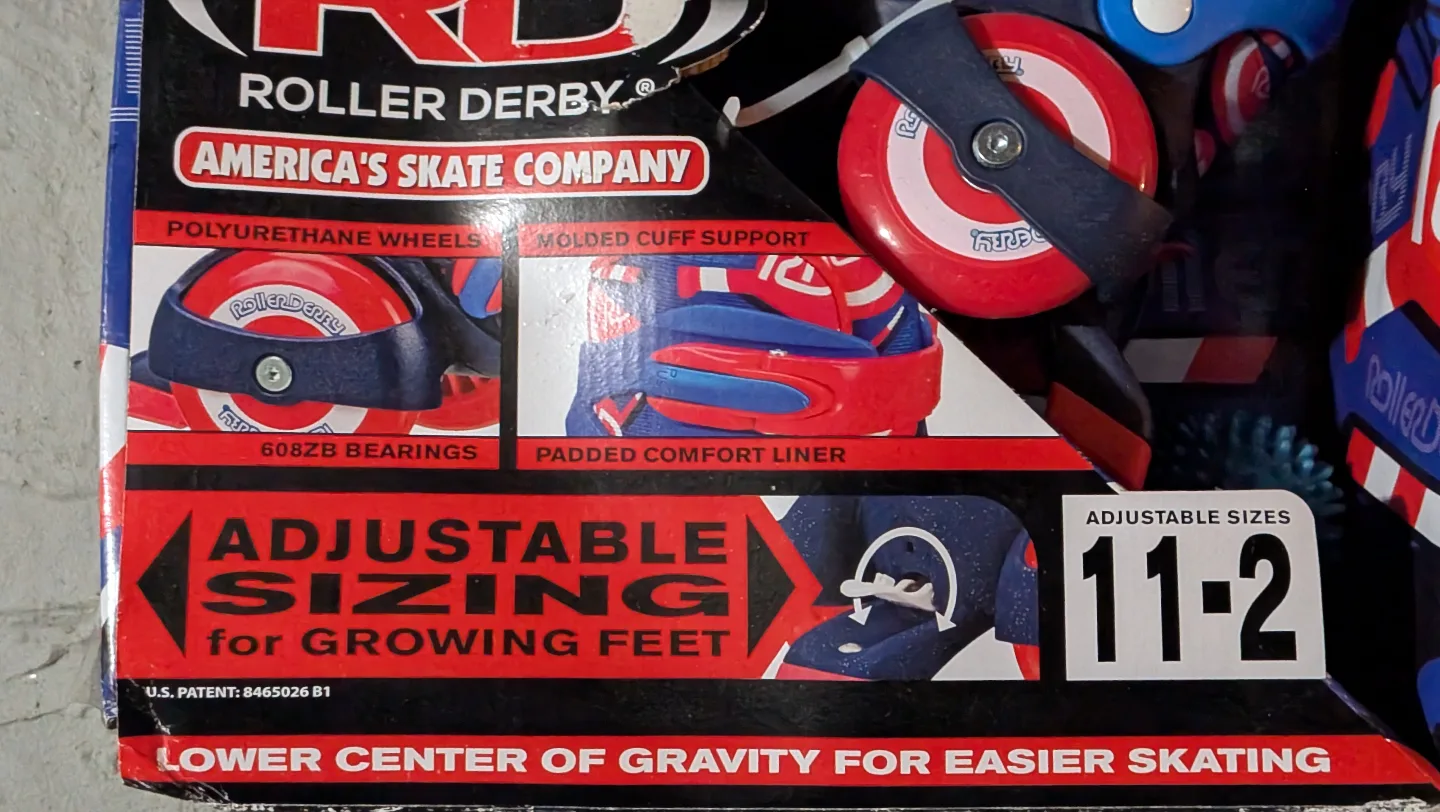 RD
ROLLER DERBY®
AMERICA'S SKATE COMPANY
POLYURETHANE WHEELS
MOLDED CUFF SUPPORT
RollerDerby
608ZB BEARINGS
PADDED COMFORT LINER
ADJUSTABLE
SIZING
for GROWING FEET
ADJUSTABLE SIZES
11-2
U.S. PATENT: 8465026 B1
LOWER CENTER OF GRAVITY FOR EASIER SKATING